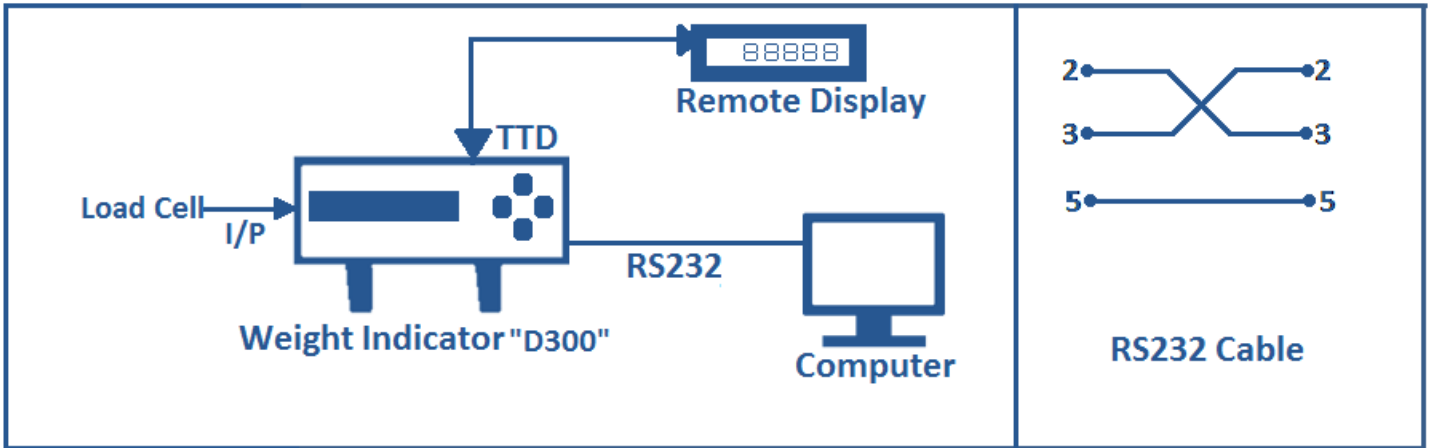 88888
Remote Display
TTD
Load Cell
I/P
RS232
Weight Indicator "D300"
Computer
2 2
3 3
5 5
RS232 Cable